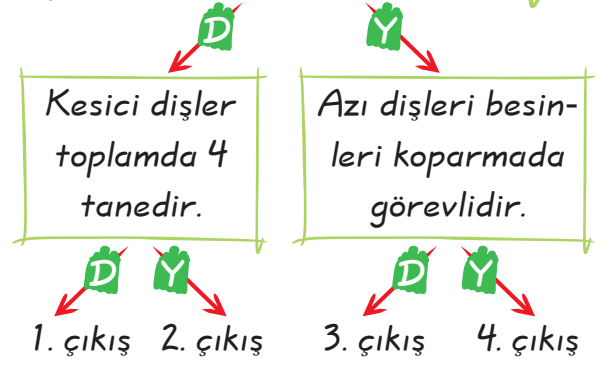 D Y
Kesici dişler
toplamda 4
tanedir.
Azı dişleri besin-
leri koparmada
görevlidir.
D Y D Y
1. çıkış 2. çıkış 3. çıkış 4. çıkış